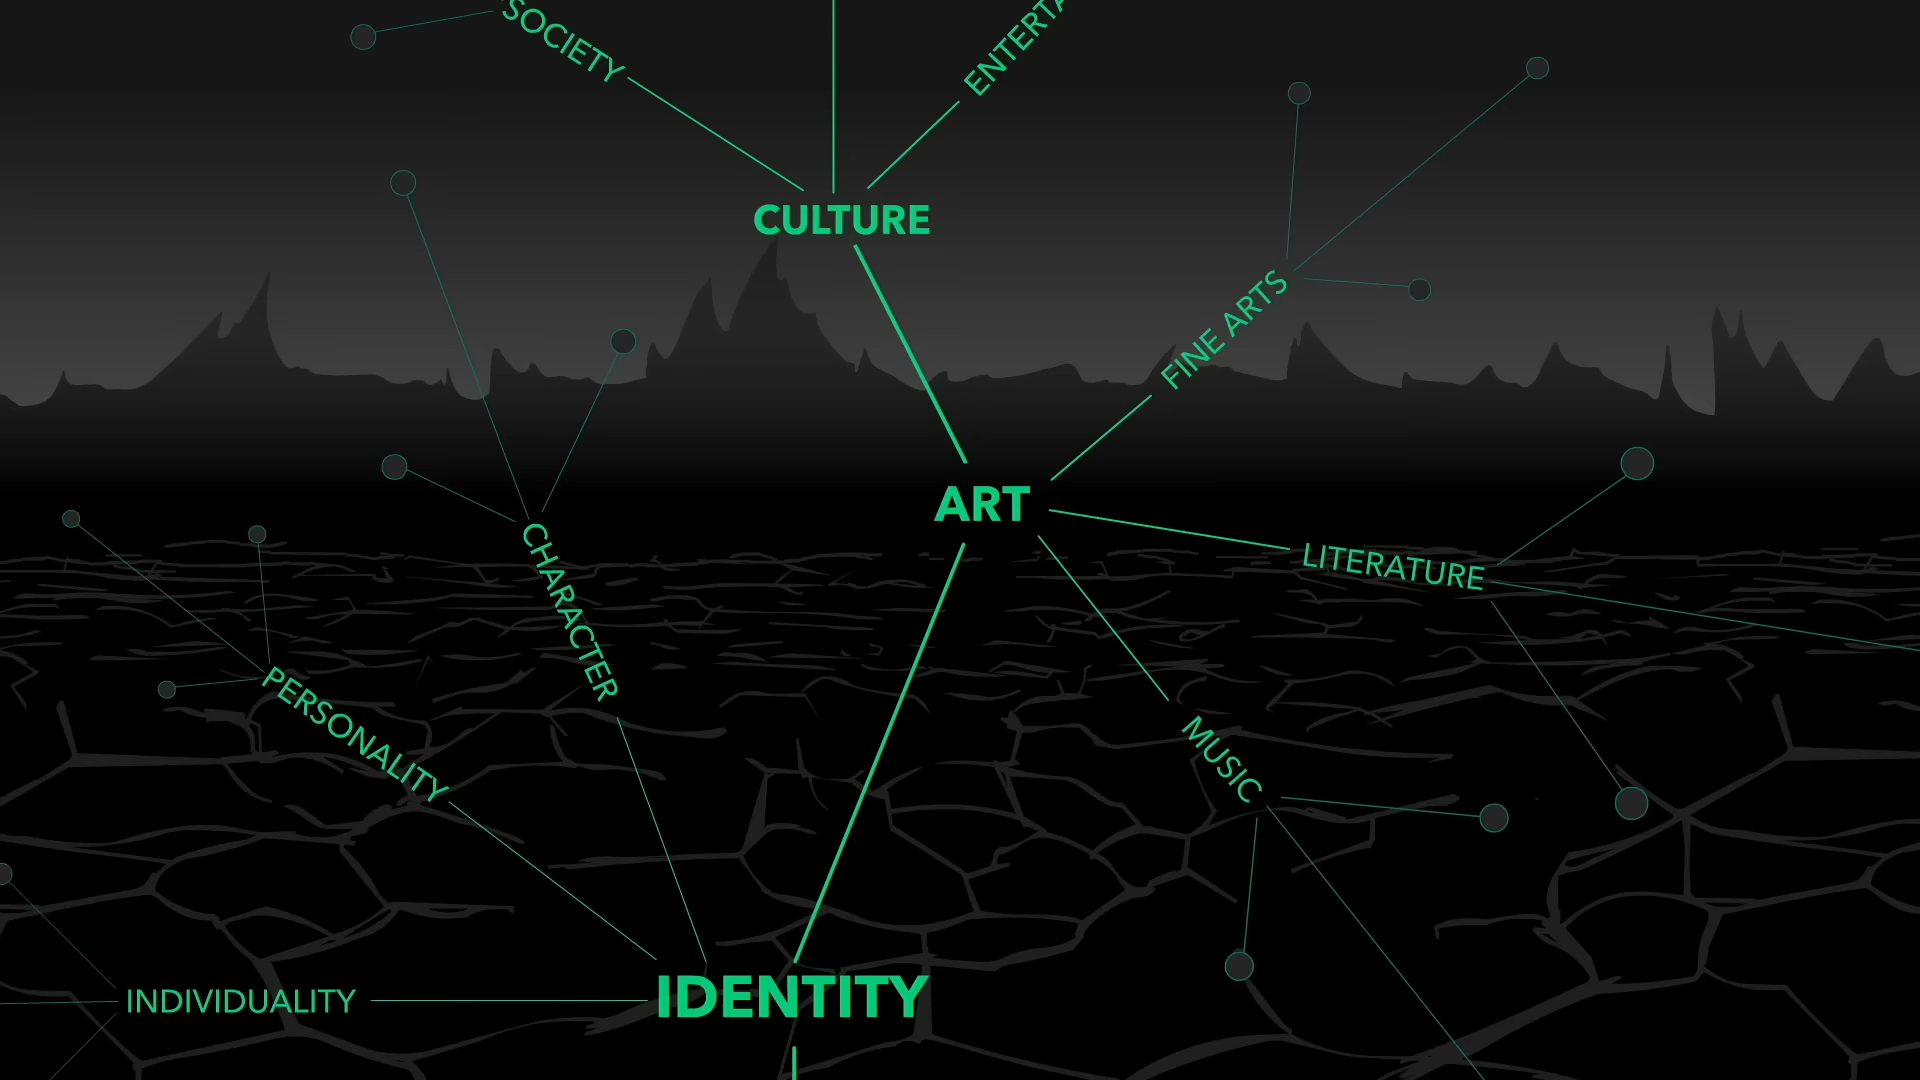 SOCIETY
CULTURE
FINE ARTS
ART
LITERATURE
CHARACTER
PERSONALITY
MUSIC
INDIVIDUALITY
IDENTITY